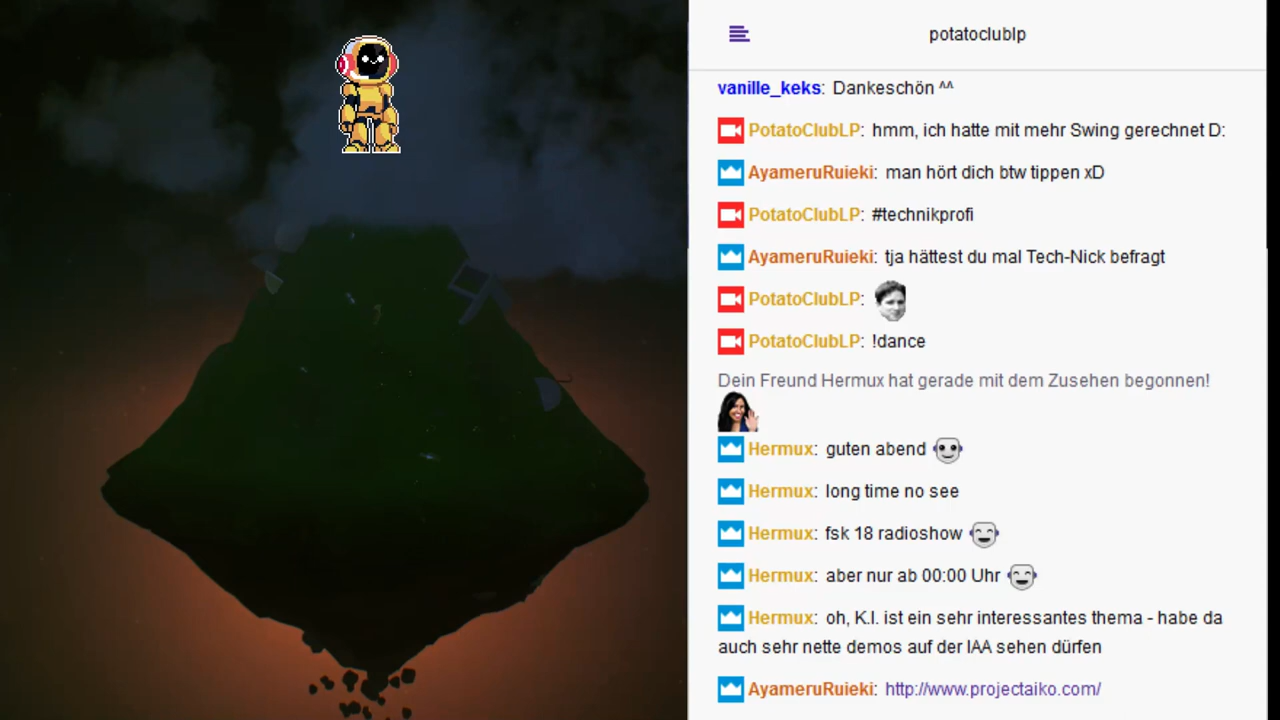 potatoclublp
vanille_keks: Dankeschön ^^
PotatoClubLP: hmm, ich hatte mit mehr Swing gerechnet D:
AyameruRuieki: man hört dich btw tippen xD
PotatoClubLP: #technikprofi
AyameruRuieki: tja hättest du mal Tech-Nick befragt
PotatoClubLP:
PotatoClubLP: !dance
Dein Freund Hermux hat gerade mit dem Zusehen begonnen!
Hermux: guten abend
Hermux: long time no see
Hermux: fsk 18 radioshow
Hermux: aber nur ab 00:00 Uhr
Hermux: oh, K.I. ist ein sehr interessantes thema - habe da
auch sehr nette demos auf der IAA sehen dürfen
AyameruRuieki: http://www.projectaiko.com/